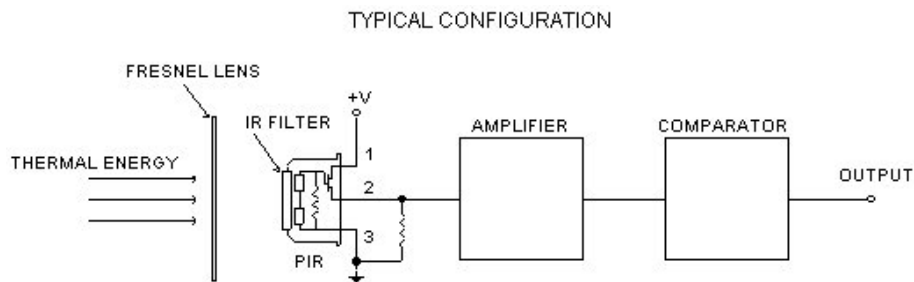 TYPICAL CONFIGURATION
FRESNEL LENS
+V
IR FILTER
AMPLIFIER
COMPARATOR
1
THERMAL ENERGY
2
OUTPUT
3
PIR